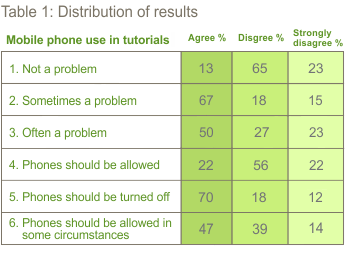 Table 1: Distribution of results
Mobile phone use in tutorials Agree % Disgree % Strongly disagree %
1. Not a problem 13 65 23
2. Sometimes a problem 67 18 15
3. Often a problem 50 27 23
4. Phones should be allowed 22 56 22
5. Phones should be turned off 70 18 12
6. Phones should be allowed in some circumstances 47 39 14